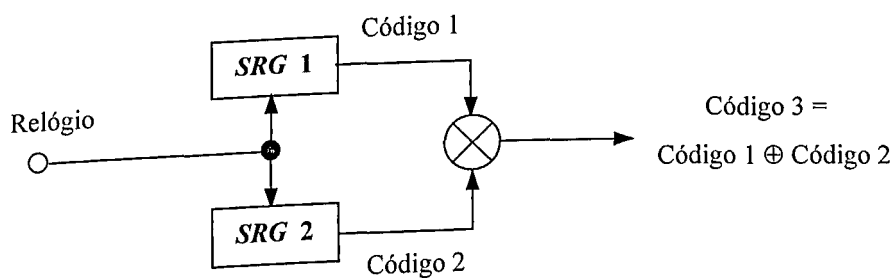 Código 1
SRG 1
Relógio
Código 3 =
Código 1 ⊕ Código 2
SRG 2
Código 2